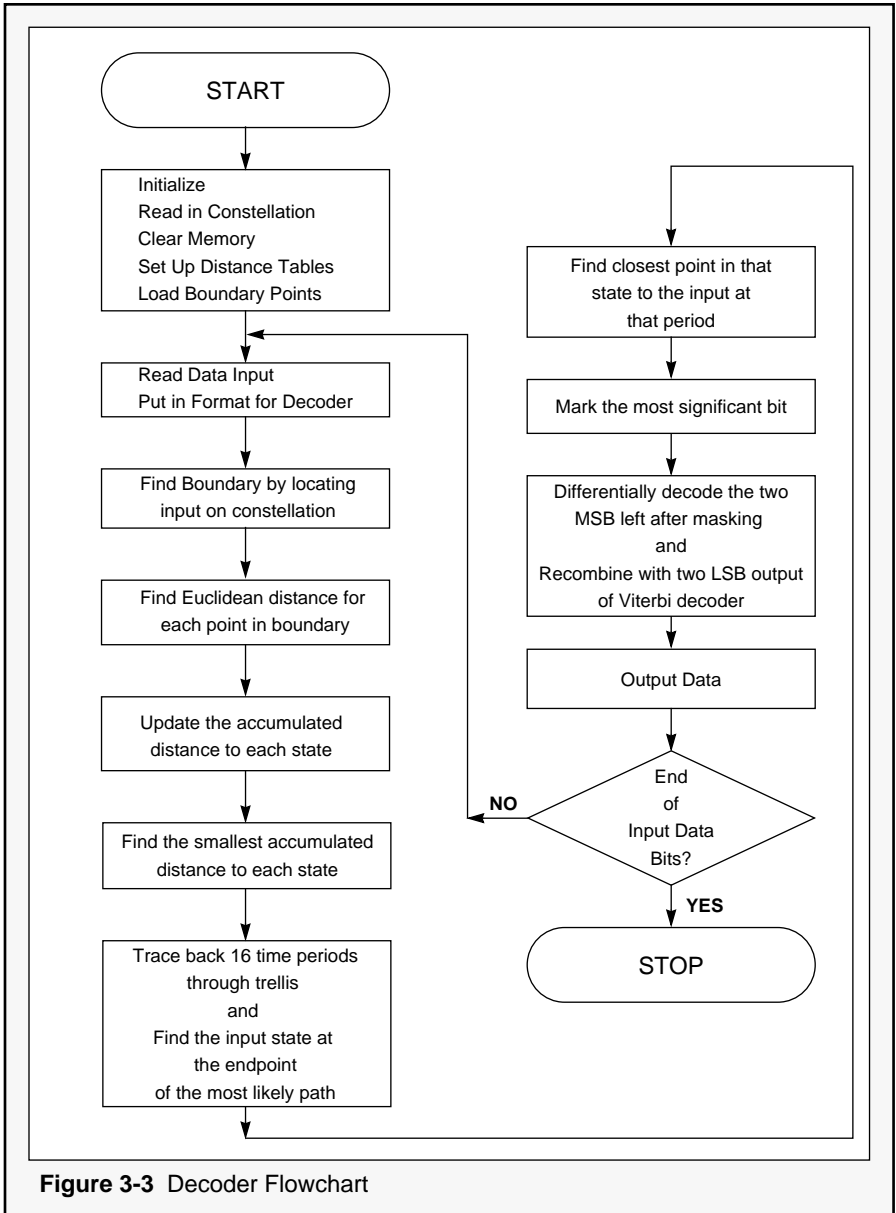 START
Initialize
Read in Constellation
Clear Memory
Set Up Distance Tables
Load Boundary Points
Read Data Input
Put in Format for Decoder
Find Boundary by locating
input on constellation
Find Euclidean distance for
each point in boundary
Update the accumulated
distance to each state
Find the smallest accumulated
distance to each state
Trace back 16 time periods
through trellis
and
Find the input state at
the endpoint
of the most likely path
Find closest point in that
state to the input at
that period
Mark the most significant bit
Differentially decode the two
MSB left after masking
and
Recombine with two LSB output
of Viterbi decoder
Output Data
End
of
Input Data
Bits?
NO
YES
STOP
Figure 3-3 Decoder Flowchart